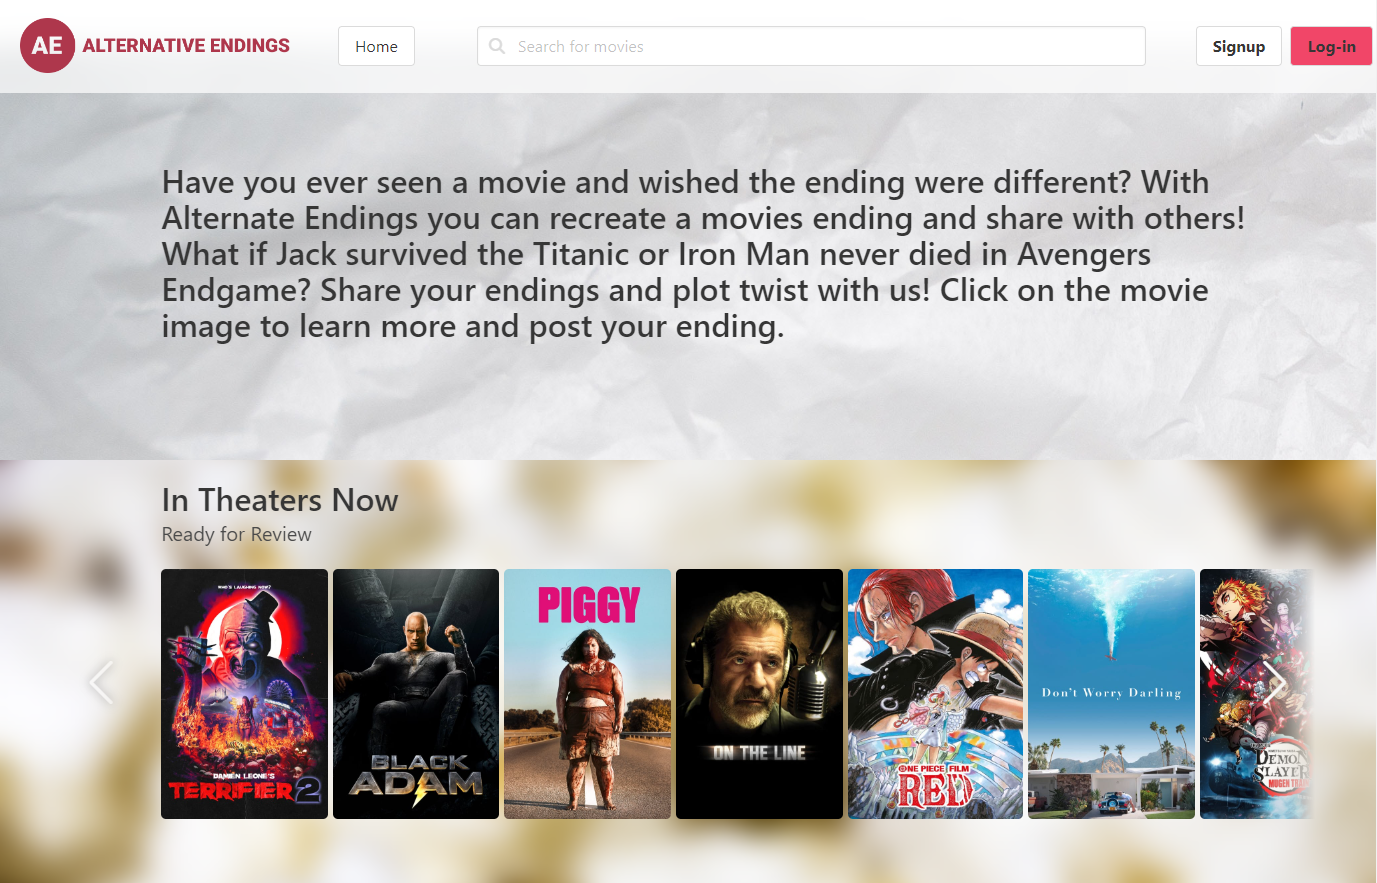 AE ALTERNATIVE ENDINGS
Home
Search for movies
Signup
Log-in
Have you ever seen a movie and wished the ending were different? With
Alternate Endings you can recreate a movies ending and share with others!
What if Jack survived the Titanic or Iron Man never died in Avengers
Endgame? Share your endings and plot twist with us! Click on the movie
image to learn more and post your ending.
In Theaters Now
Ready for Review
WHO'S LAUGHING NOW?
DAMIEN LEONE'S
TERRIFIER 2
BLACK
ADAM
PIGGY
ON THE LINE
ONE PIECE FILM
RED
Don't Worry Darling
DEMON
SLAYER
MUGEN TRA